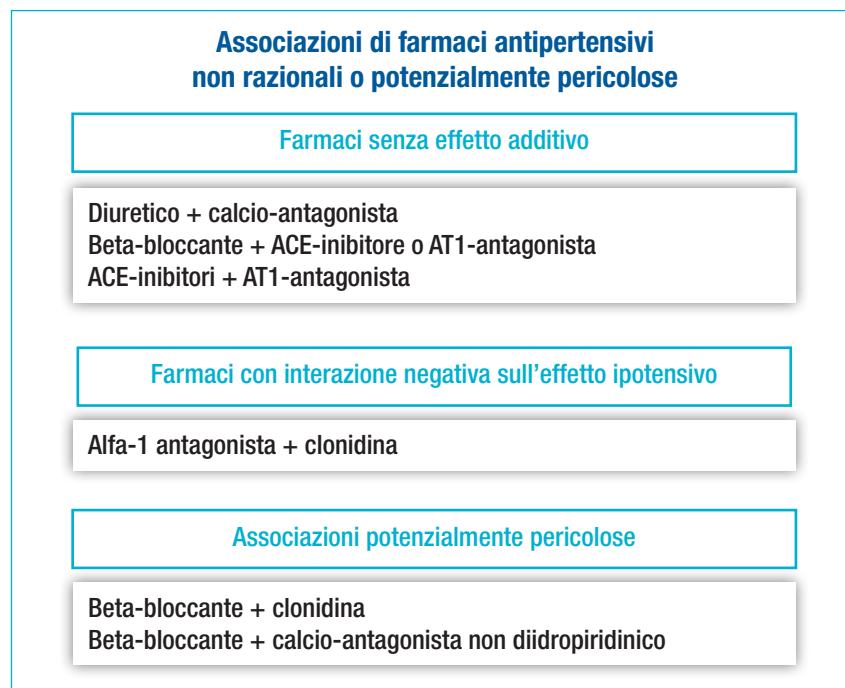 Associazioni di farmaci antipertensivi
non razionali o potenzialmente pericolose
Farmaci senza effetto additivo
Diuretico + calcio-antagonista
Beta-bloccante + ACE-inibitore o AT1-antagonista
ACE-inibitori + AT1-antagonista
Farmaci con interazione negativa sull’effetto ipotensivo
Alfa-1 antagonista + clonidina
Associazioni potenzialmente pericolose
Beta-bloccante + clonidina
Beta-bloccante + calcio-antagonista non diidropiridinico